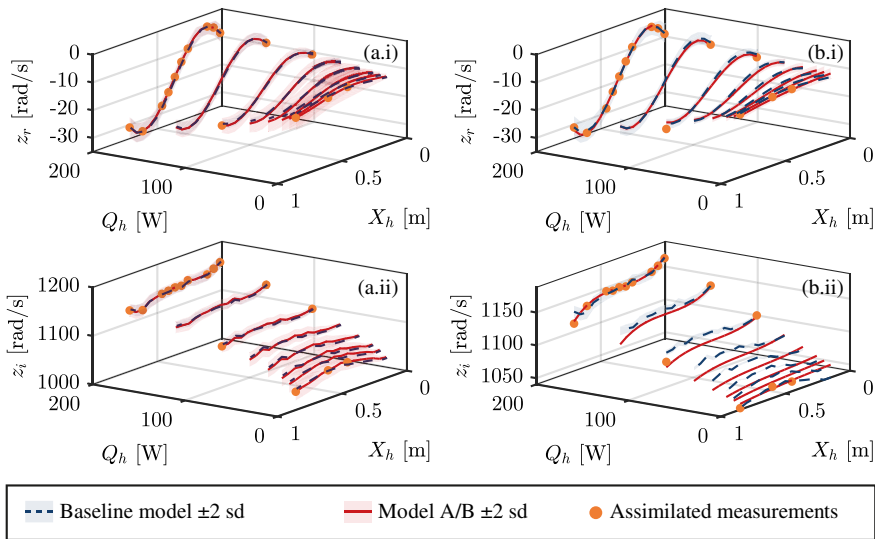 (a.i)
0
-10
-20
-30
z_r [rad/s]
200
100
0
Q_h [W]
1
0.5
0
X_h [m]
(b.i)
0
-10
-20
-30
z_r [rad/s]
200
100
0
Q_h [W]
1
0.5
0
X_h [m]
(a.ii)
1200
1100
1000
z_i [rad/s]
200
100
0
Q_h [W]
1
0.5
0
X_h [m]
(b.ii)
1150
1100
1050
z_i [rad/s]
200
100
0
Q_h [W]
1
0.5
0
X_h [m]
Baseline model ±2 sd
Model A/B ±2 sd
Assimilated measurements